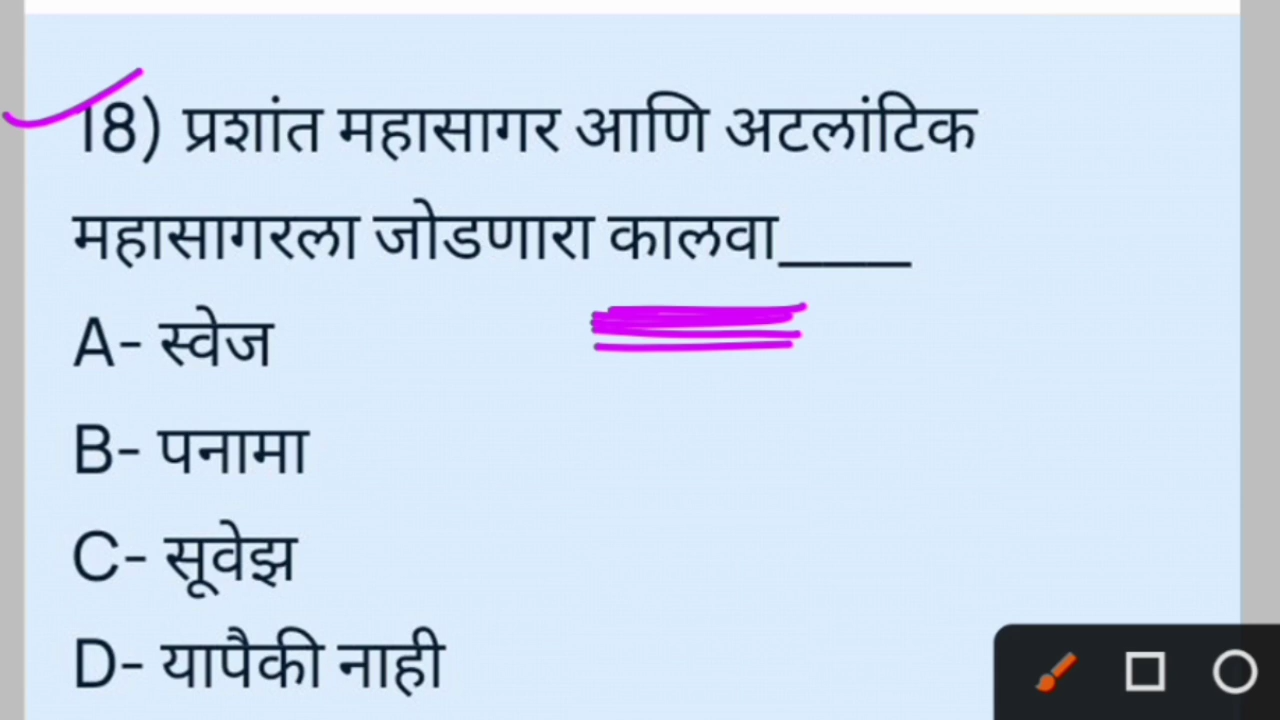 18) प्रशांत महासागर आणि अटलांटिक
महासागरला जोडणारा कालवा____
A- स्वेज
B- पनामा
C- सूवेझ
D- यापैकी नाही